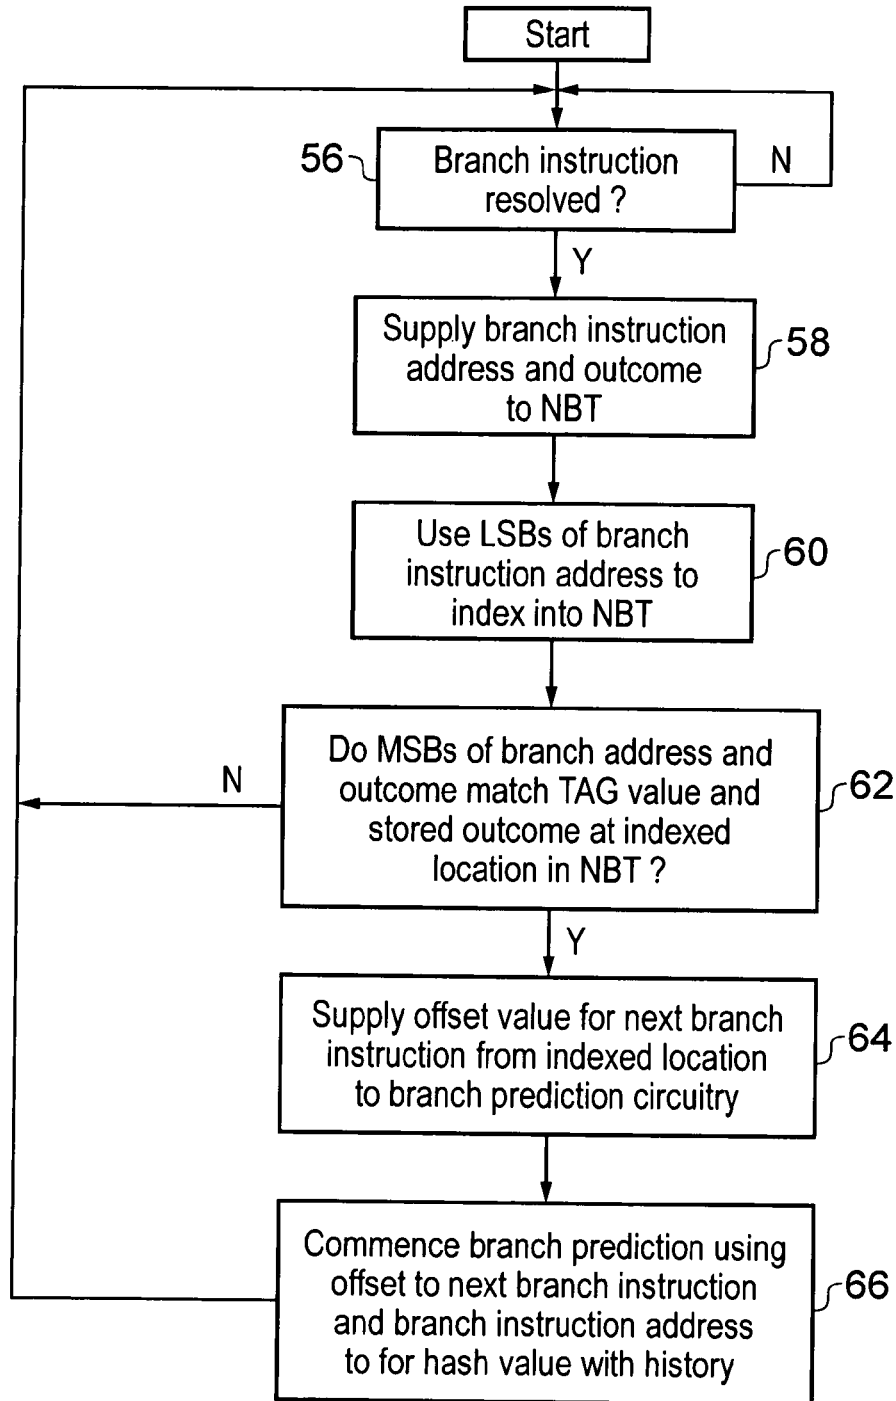 Start
56
Branch instruction
resolved ?
N
Y
Supply branch instruction
address and outcome
to NBT
58
Use LSBs of branch
instruction address to
index into NBT
60
N
Do MSBs of branch address and
outcome match TAG value and
stored outcome at indexed
location in NBT ?
62
Y
Supply offset value for next branch
instruction from indexed location
to branch prediction circuitry
64
Commence branch prediction using
offset to next branch instruction
and branch instruction address
to for hash value with history
66